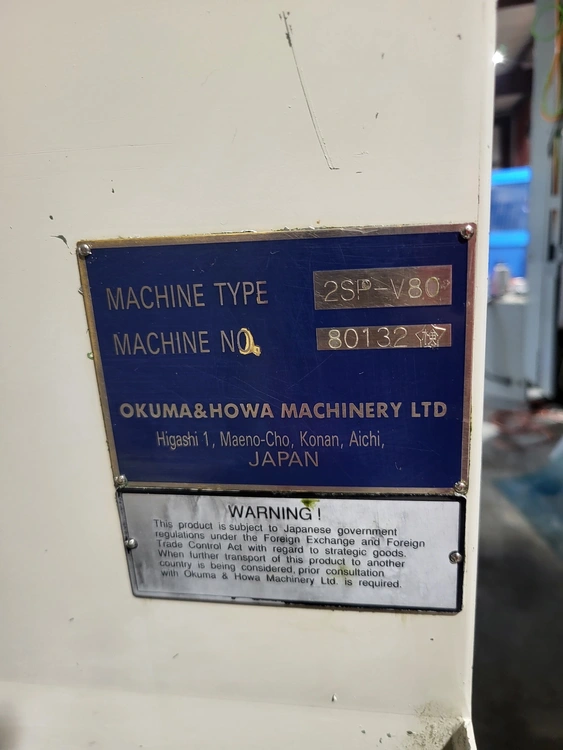 MACHINE TYPE 2SP-V80
MACHINE NO. 80132
OKUMA&HOWA MACHINERY LTD
Higashi 1, Maeno-Cho, Konan, Aichi,
JAPAN
WARNING!
This product is subject to Japanese government
regulations under the Foreign Exchange and Foreign
Trade Control Act with regard to strategic goods.
When further transport of this product to another
country is being considered, prior consultation
with Okuma & Howa Machinery Ltd. is required.